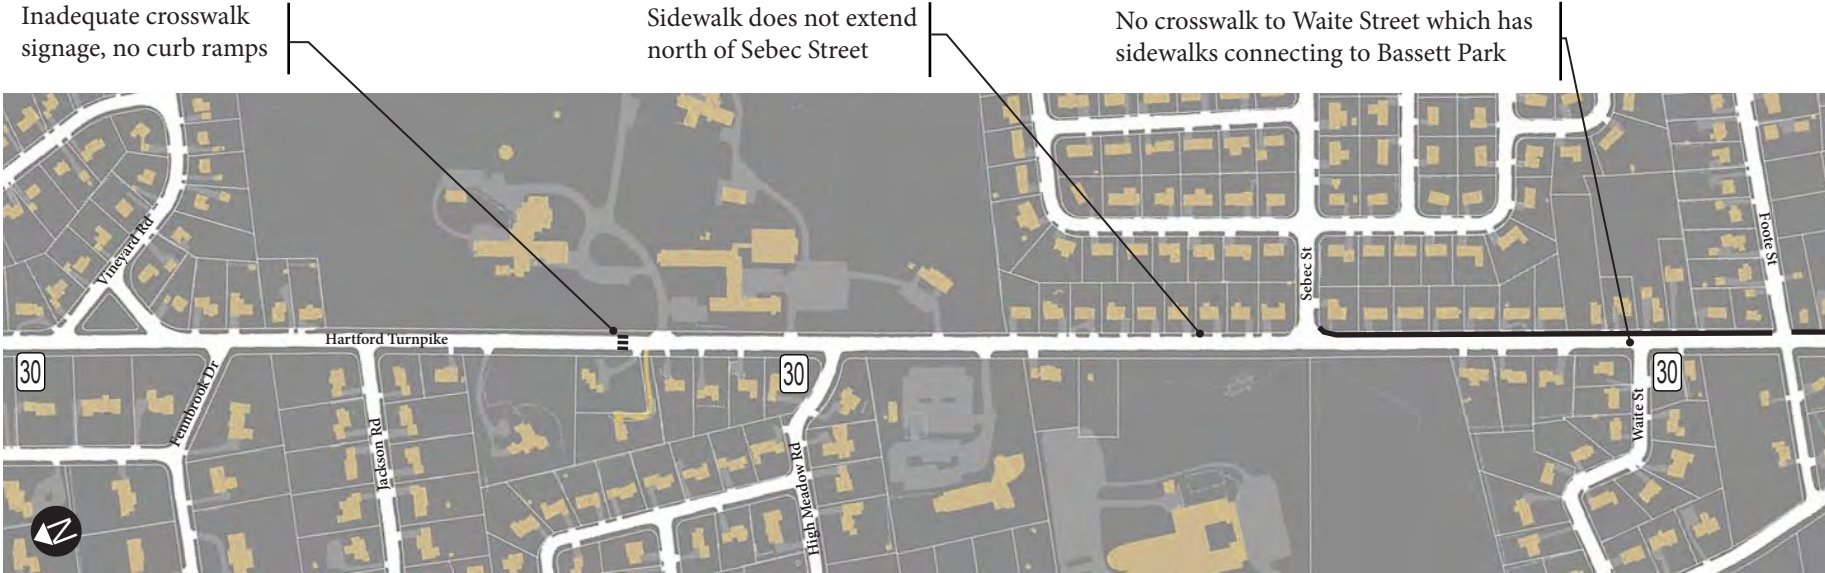 Inadequate crosswalk
signage, no curb ramps
Sidewalk does not extend
north of Sebec Street
No crosswalk to Waite Street which has
sidewalks connecting to Bassett Park
Vineyard Rd
Sebec St
Foote St
Hartford Turnpike
30
30
30
Fennbrook Dr
Jackson Rd
High Meadow Rd
Waite St
N